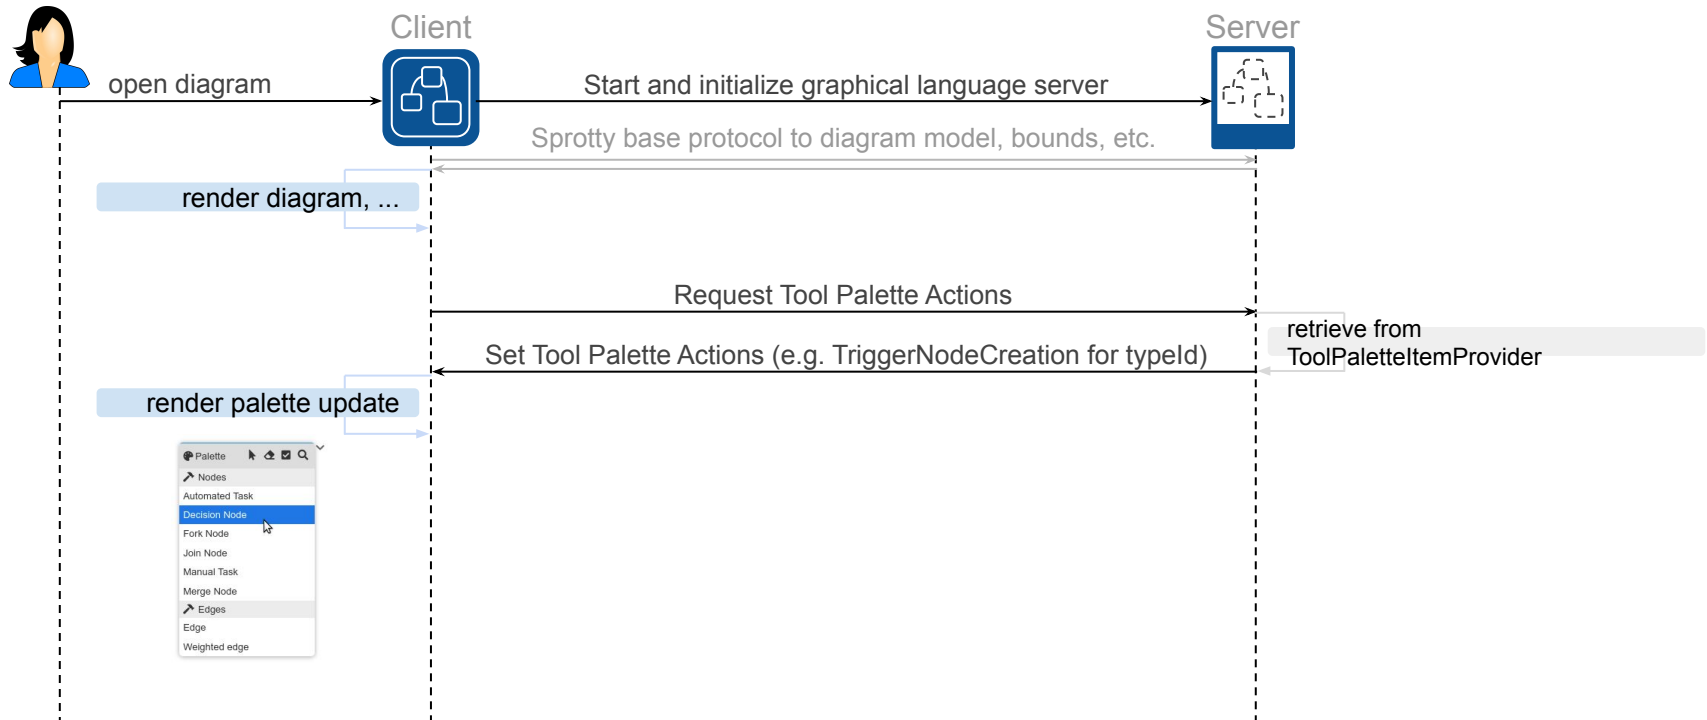 Client
Server
open diagram
Start and initialize graphical language server
Sprotty base protocol to diagram model, bounds, etc.
render diagram, ...
Request Tool Palette Actions
retrieve from
ToolPaletteItemProvider
Set Tool Palette Actions (e.g. TriggerNodeCreation for typeId)
render palette update
Palette
Nodes
Automated Task
Decision Node
Fork Node
Join Node
Manual Task
Merge Node
Edges
Edge
Weighted edge